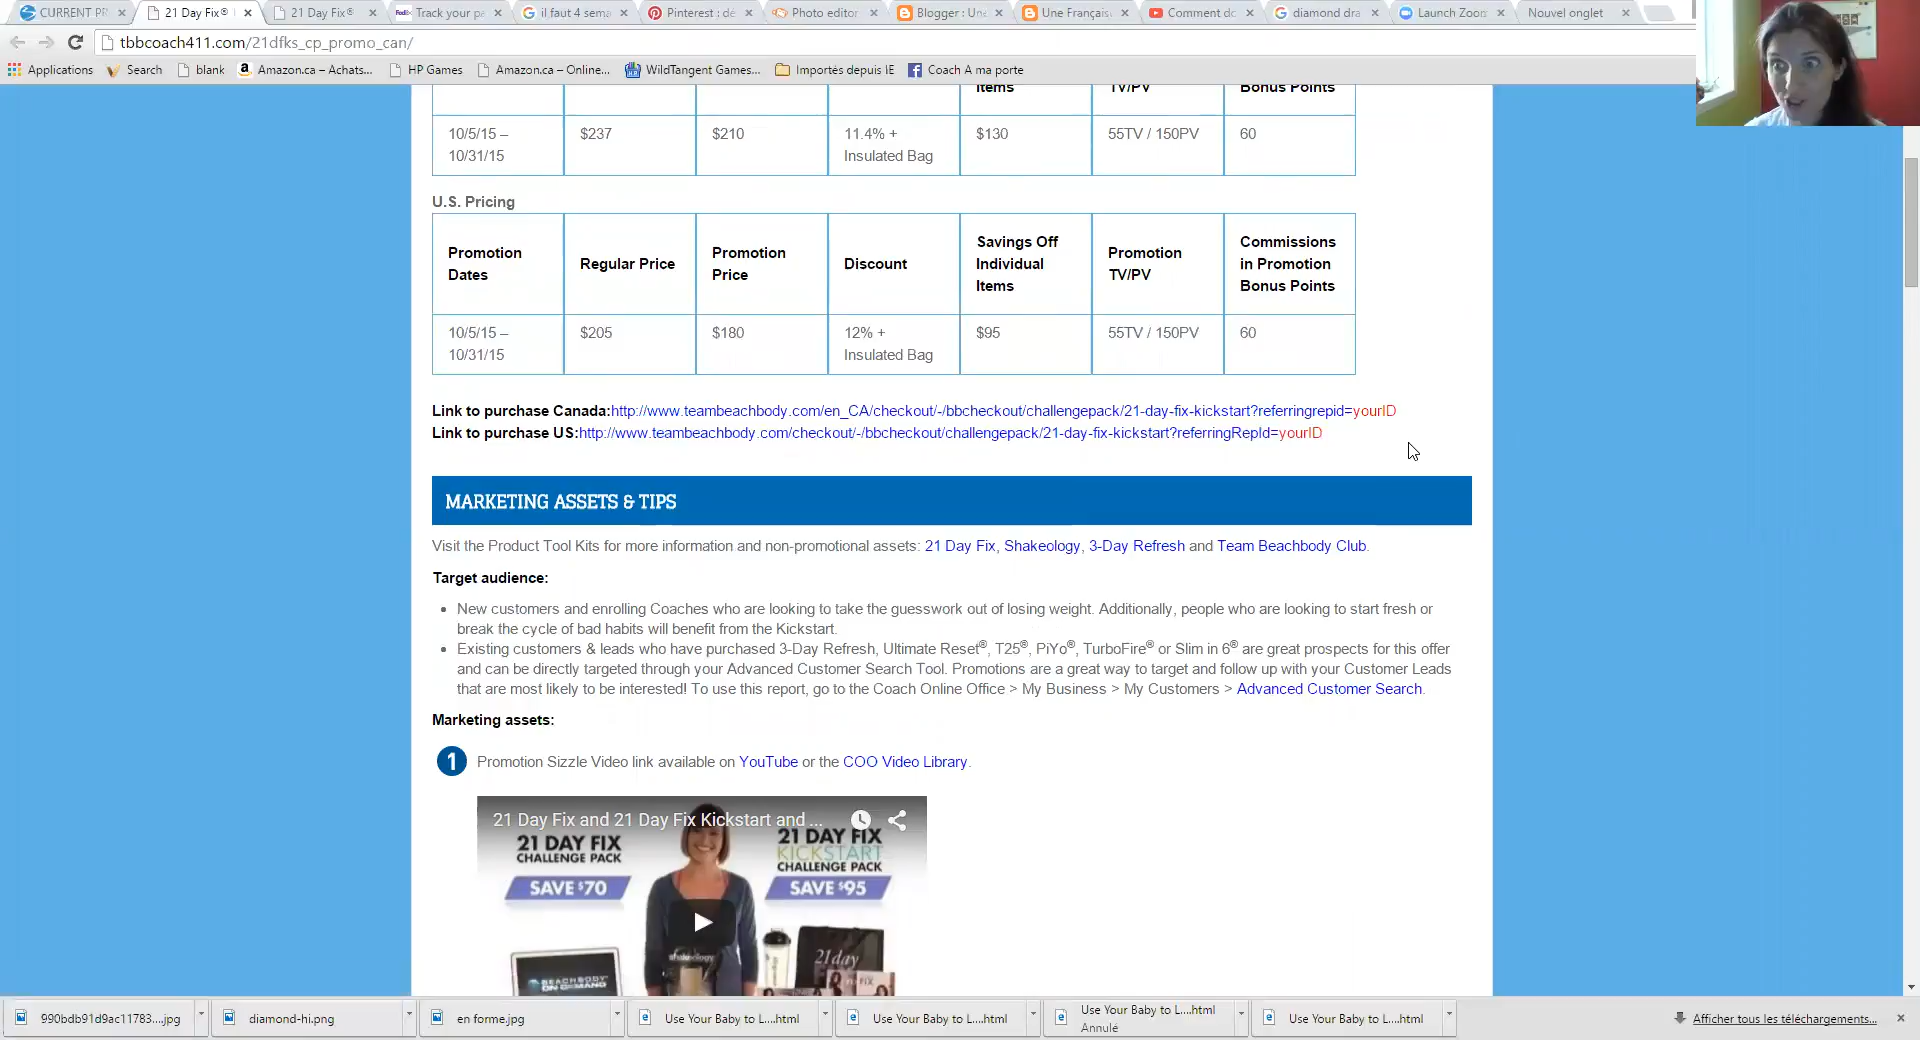 CURRENT PR
21 Day Fix® I
21 Day Fix®
Track your pa
il faut 4 sema
Pinterest : dé
Photo editor
Blogger : Une
Une Français
Comment do
diamond dra
Launch Zoom
Nouvel onglet
tbbcoach411.com/21dfks_cp_promo_can/
Applications
Search
blank
Amazon.ca – Achats...
HP Games
Amazon.ca – Online...
WildTangent Games...
Importés depuis IE
Coach A ma porte
Items
TV/PV
Bonus Points
10/5/15 –
10/31/15
$237
$210
11.4% +
Insulated Bag
$130
55TV / 150PV
60
U.S. Pricing
Promotion
Dates
Regular Price
Promotion
Price
Discount
Savings Off
Individual
Items
Promotion
TV/PV
Commissions
in Promotion
Bonus Points
10/5/15 –
10/31/15
$205
$180
12% +
Insulated Bag
$95
55TV / 150PV
60
Link to purchase Canada:http://www.teambeachbody.com/en_CA/checkout/-/bbcheckout/challengepack/21-day-fix-kickstart?referringrepid=yourID
Link to purchase US:http://www.teambeachbody.com/checkout/-/bbcheckout/challengepack/21-day-fix-kickstart?referringRepId=yourID
MARKETING ASSETS & TIPS
Visit the Product Tool Kits for more information and non-promotional assets: 21 Day Fix, Shakeology, 3-Day Refresh and Team Beachbody Club.
Target audience:
• New customers and enrolling Coaches who are looking to take the guesswork out of losing weight. Additionally, people who are looking to start fresh or
break the cycle of bad habits will benefit from the Kickstart.
• Existing customers & leads who have purchased 3-Day Refresh, Ultimate Reset®, T25®, PiYo®, TurboFire® or Slim in 6® are great prospects for this offer
and can be directly targeted through your Advanced Customer Search Tool. Promotions are a great way to target and follow up with your Customer Leads
that are most likely to be interested! To use this report, go to the Coach Online Office > My Business > My Customers > Advanced Customer Search.
Marketing assets:
1 Promotion Sizzle Video link available on YouTube or the COO Video Library.
21 Day Fix and 21 Day Fix Kickstart and ...
21 DAY FIX
CHALLENGE PACK
SAVE $70
21 DAY FIX
KICKSTART
CHALLENGE PACK
SAVE $95
BEACHBODY
ON DEMAND
shakeology
21day
FIX
990bdb91d9ac11783....jpg
diamond-hi.png
en forme.jpg
Use Your Baby to L....html
Use Your Baby to L....html
Use Your Baby to L....html
Annulé
Use Your Baby to L....html
Afficher tous les téléchargements...